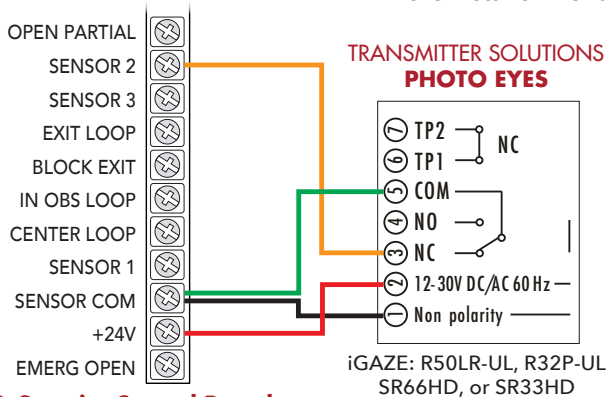 OPEN PARTIAL
SENSOR 2
SENSOR 3
EXIT LOOP
BLOCK EXIT
IN OBS LOOP
CENTER LOOP
SENSOR 1
SENSOR COM
+24V
EMERG OPEN
TRANSMITTER SOLUTIONS
PHOTO EYES
7 TP2
NC
6 TP1
5 COM
4 NO
3 NC
2 12-30V DC/AC 60 Hz
1 Non polarity
iGAZE: R50LR-UL, R32P-UL
SR66HD, or SR33HD